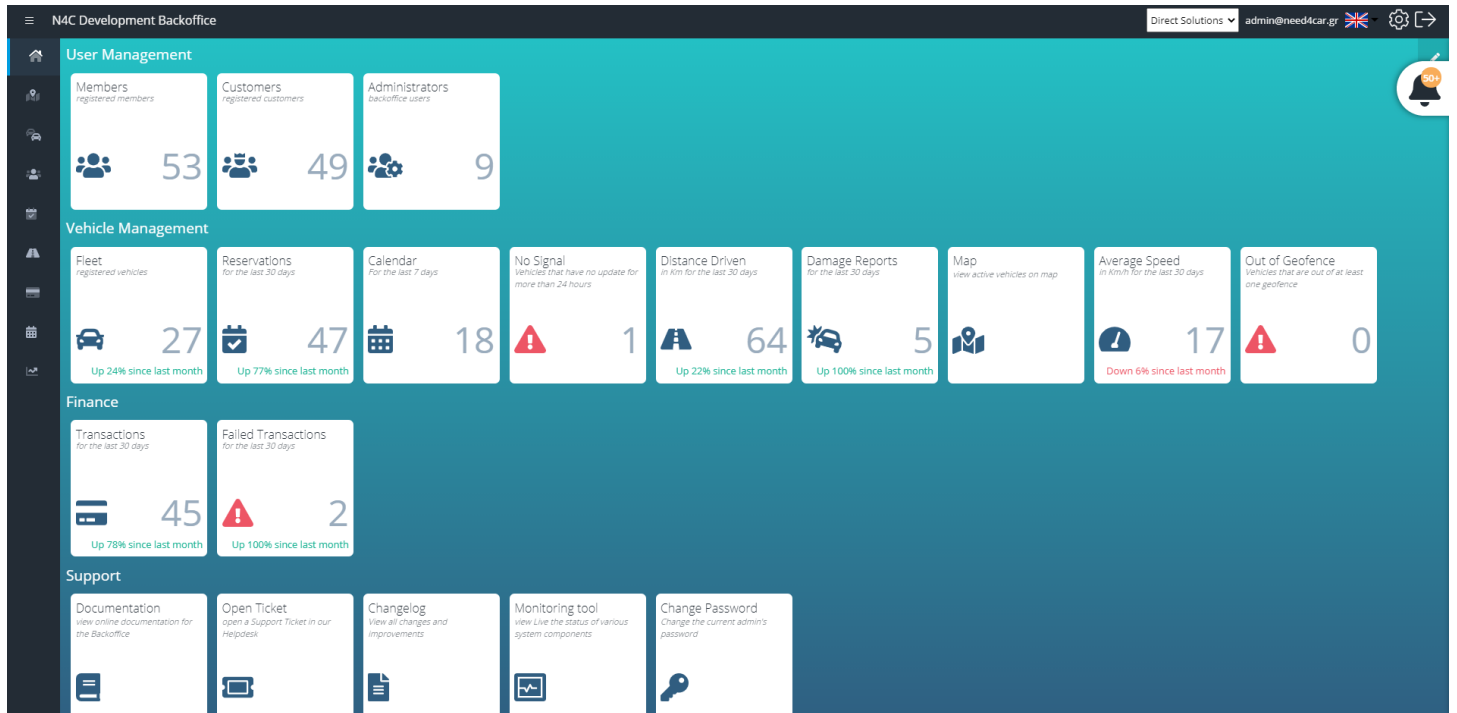 N4C Development Backoffice
Direct Solutions
admin@need4car.gr
User Management
50+
Members
registered members
53
Customers
registered customers
49
Administrators
backoffice users
9
Vehicle Management
Fleet
registered vehicles
27
Up 24% since last month
Reservations
for the last 30 days
47
Up 77% since last month
Calendar
For the last 7 days
18
No Signal
Vehicles that have no update for
more than 24 hours
1
Distance Driven
in Km for the last 30 days
64
Up 22% since last month
Damage Reports
for the last 30 days
5
Up 100% since last month
Map
view active vehicles on map
Average Speed
in Km/h for the last 30 days
17
Down 6% since last month
Out of Geofence
Vehicles that are out of at least
one geofence
0
Finance
Transactions
for the last 30 days
45
Up 78% since last month
Failed Transactions
for the last 30 days
2
Up 100% since last month
Support
Documentation
view online documentation for
the Backoffice
Open Ticket
open a Support Ticket in our
Helpdesk
Changelog
View all changes and
improvements
Monitoring tool
view Live the status of various
system components
Change Password
Change the current admin's
password